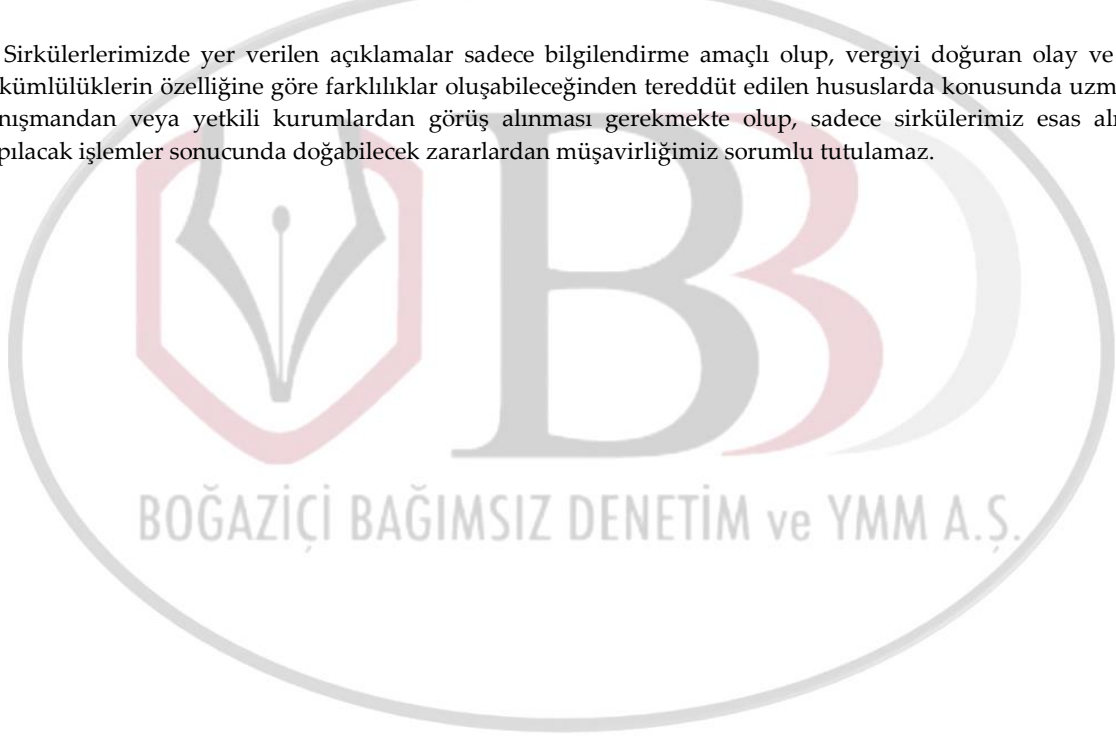 Sirkülerlerimizde yer verilen açıklamalar sadece bilgilendirme amaçlı olup, vergiyi doğuran olay ve
kümlülüklerin özelliğine göre farklılıklar oluşabileceğinden tereddüt edilen hususlarda konusunda uzm
nışmandan veya yetkili kurumlardan görüş alınması gerekmekte olup, sadece sirkülerimiz esas alı
pılacak işlemler sonucunda doğabilecek zararlardan müşavirliğimiz sorumlu tutulamaz.
BBD
BOĞAZİÇİ BAĞIMSIZ DENETİM ve YMM A.Ş.